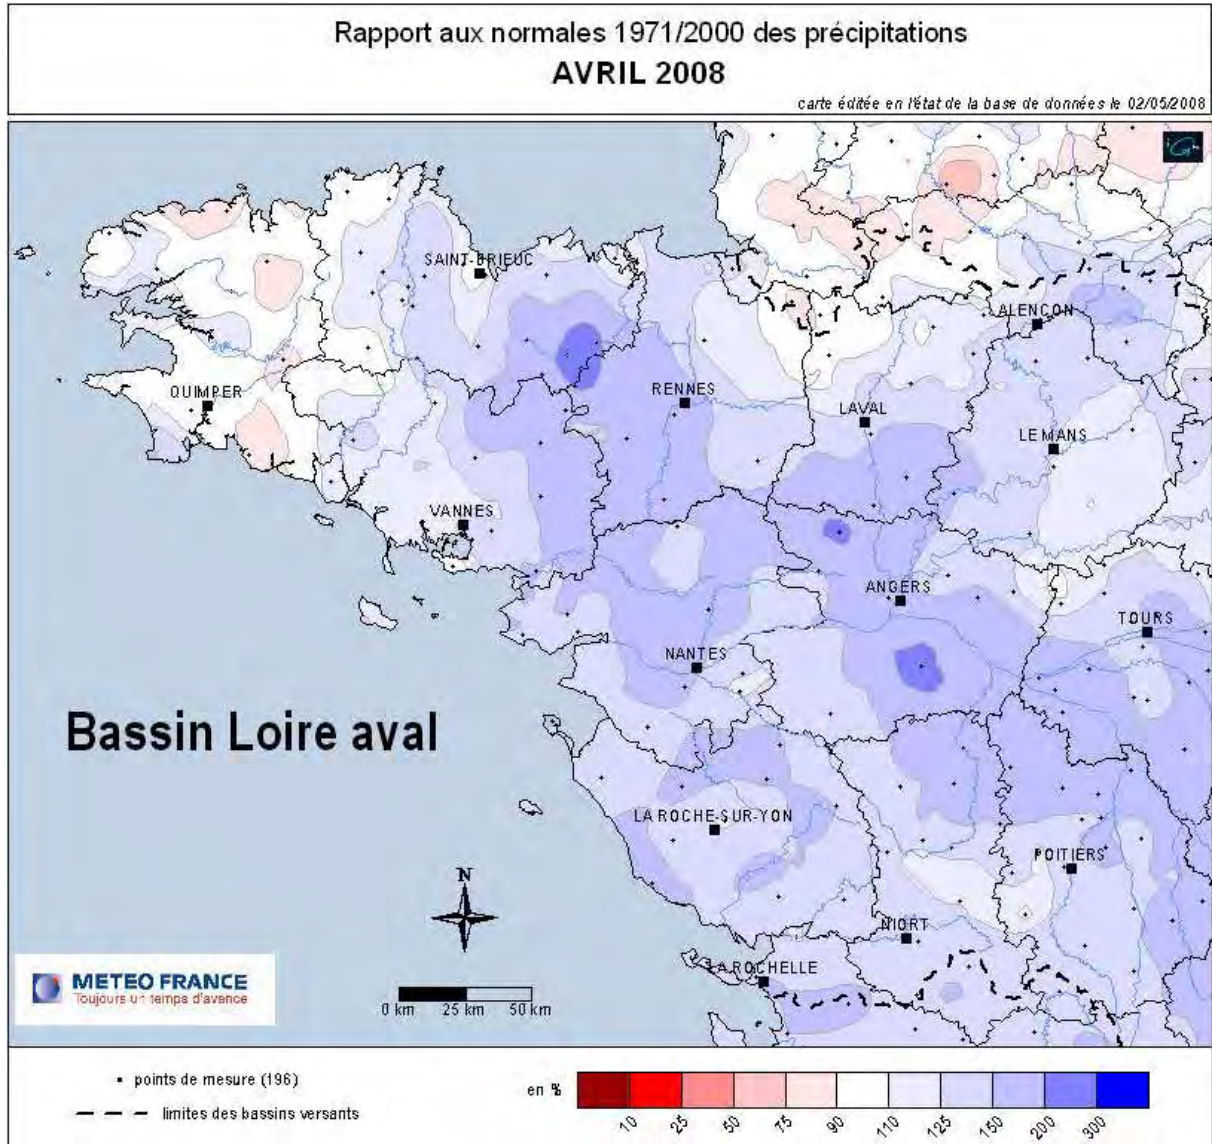 Rapport aux normales 1971/2000 des précipitations
AVRIL 2008
carte éditée en l'état de la base de données le 02/05/2008
SAINT-BRIEUC
ALENCON
QUIMPER
RENNES
LAVAL
LE MANS
VANNES
ANGERS
TOURS
NANTES
Bassin Loire aval
LA ROCHE-SUR-YON
POITIERS
N
NIORT
LA ROCHELLE
METEO FRANCE
Toujours un temps d'avance
0 km 25 km 50 km
points de mesure (196)
limites des bassins versants
en %
10 25 50 75 90 110 125 150 200 300